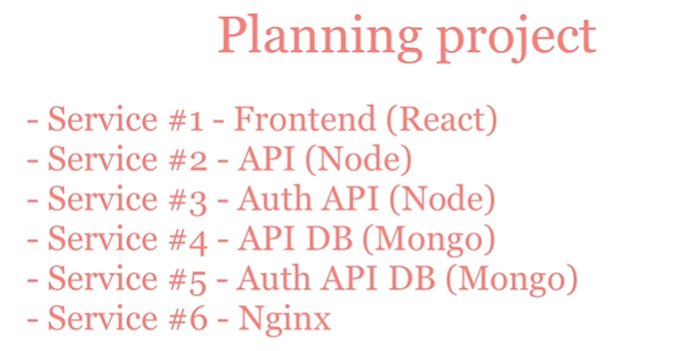 Planning project
- Service #1 - Frontend (React)
- Service #2 - API (Node)
- Service #3 - Auth API (Node)
- Service #4 - API DB (Mongo)
- Service #5 - Auth API DB (Mongo)
- Service #6 - Nginx